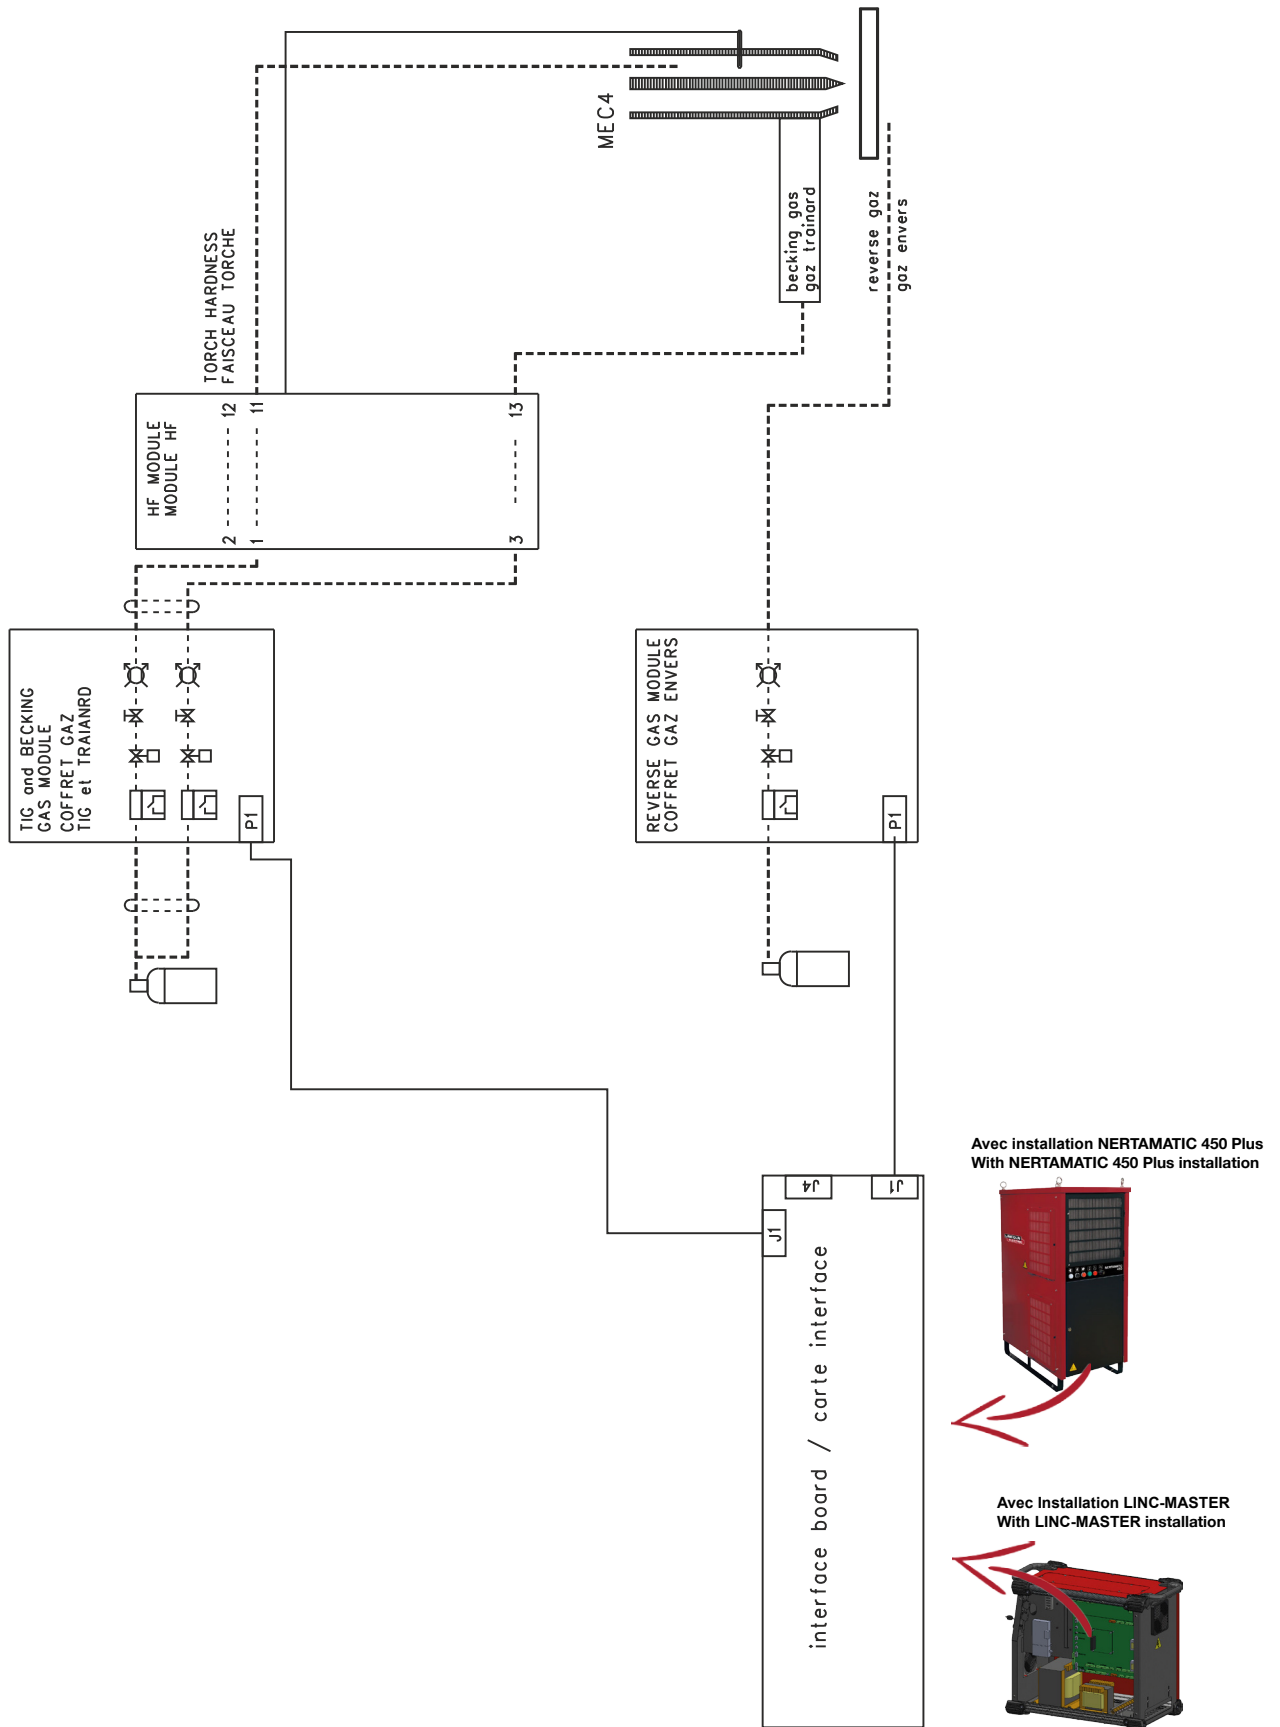 MEC4
becking gas
gaz trainard
reverse gaz
gaz envers
TORCH HARDNESS
FAISCEAU TORCHE
HF MODULE
MODULE HF
12
11
13
2
1
3
TIG and BECKING
GAS MODULE
COFFRET GAZ
TIG et TRAIANRD
P1
REVERSE GAS MODULE
COFFRET GAZ ENVERS
P1
Avec installation NERTAMATIC 450 Plus
With NERTAMATIC 450 Plus installation
J4
J1
J1
interface board / carte interface
Avec Installation LINC-MASTER
With LINC-MASTER installation